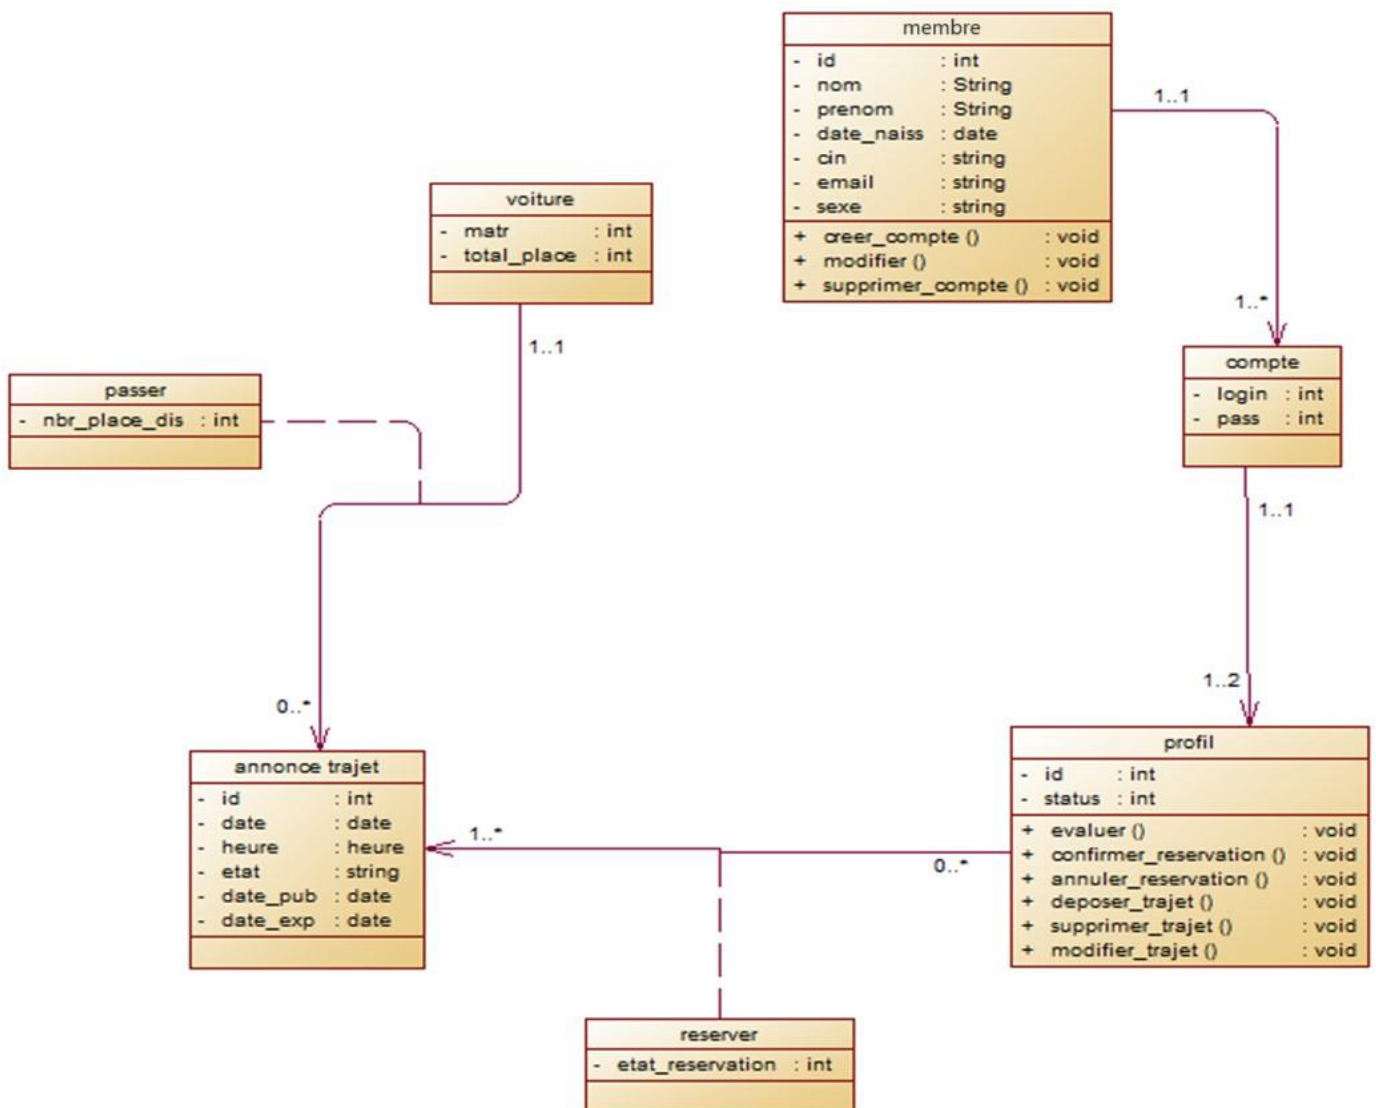 membre
- id : int
- nom : String
- prenom : String
- date_naiss : date
- cin : string
- email : string
- sexe : string
+ creer_compte () : void
+ modifier () : void
+ supprimer_compte () : void
1..1
1..*
voiture
- matr : int
- total_place : int
1..1
passer
- nbr_place_dis : int
0..*
compte
- login : int
- pass : int
1..1
1..2
annonce trajet
- id : int
- date : date
- heure : heure
- etat : string
- date_pub : date
- date_exp : date
1..*
0..*
profil
- id : int
- status : int
+ evaluer () : void
+ confirmer_reservation () : void
+ annuler_reservation () : void
+ deposer_trajet () : void
+ supprimer_trajet () : void
+ modifier_trajet () : void
reserver
- etat_reservation : int